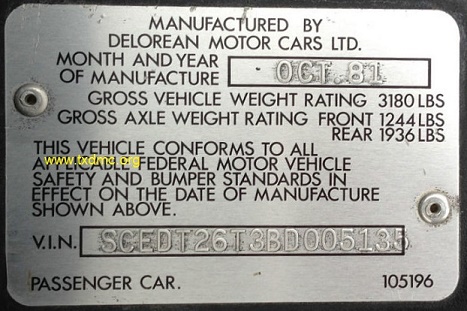 MANUFACTURED BY
DELOREAN MOTOR CARS LTD.
MONTH AND YEAR
OF MANUFACTURE OCT 81
GROSS VEHICLE WEIGHT RATING 3180 LBS
GROSS AXLE WEIGHT RATING FRONT 1244 LBS
REAR 1936 LBS
THIS VEHICLE CONFORMS TO ALL
www.txdmc.org
APPLICABLE FEDERAL MOTOR VEHICLE
SAFETY AND BUMPER STANDARDS IN
EFFECT ON THE DATE OF MANUFACTURE
SHOWN ABOVE.
V.I.N. SCEDT26T3BD005135
PASSENGER CAR. 105196